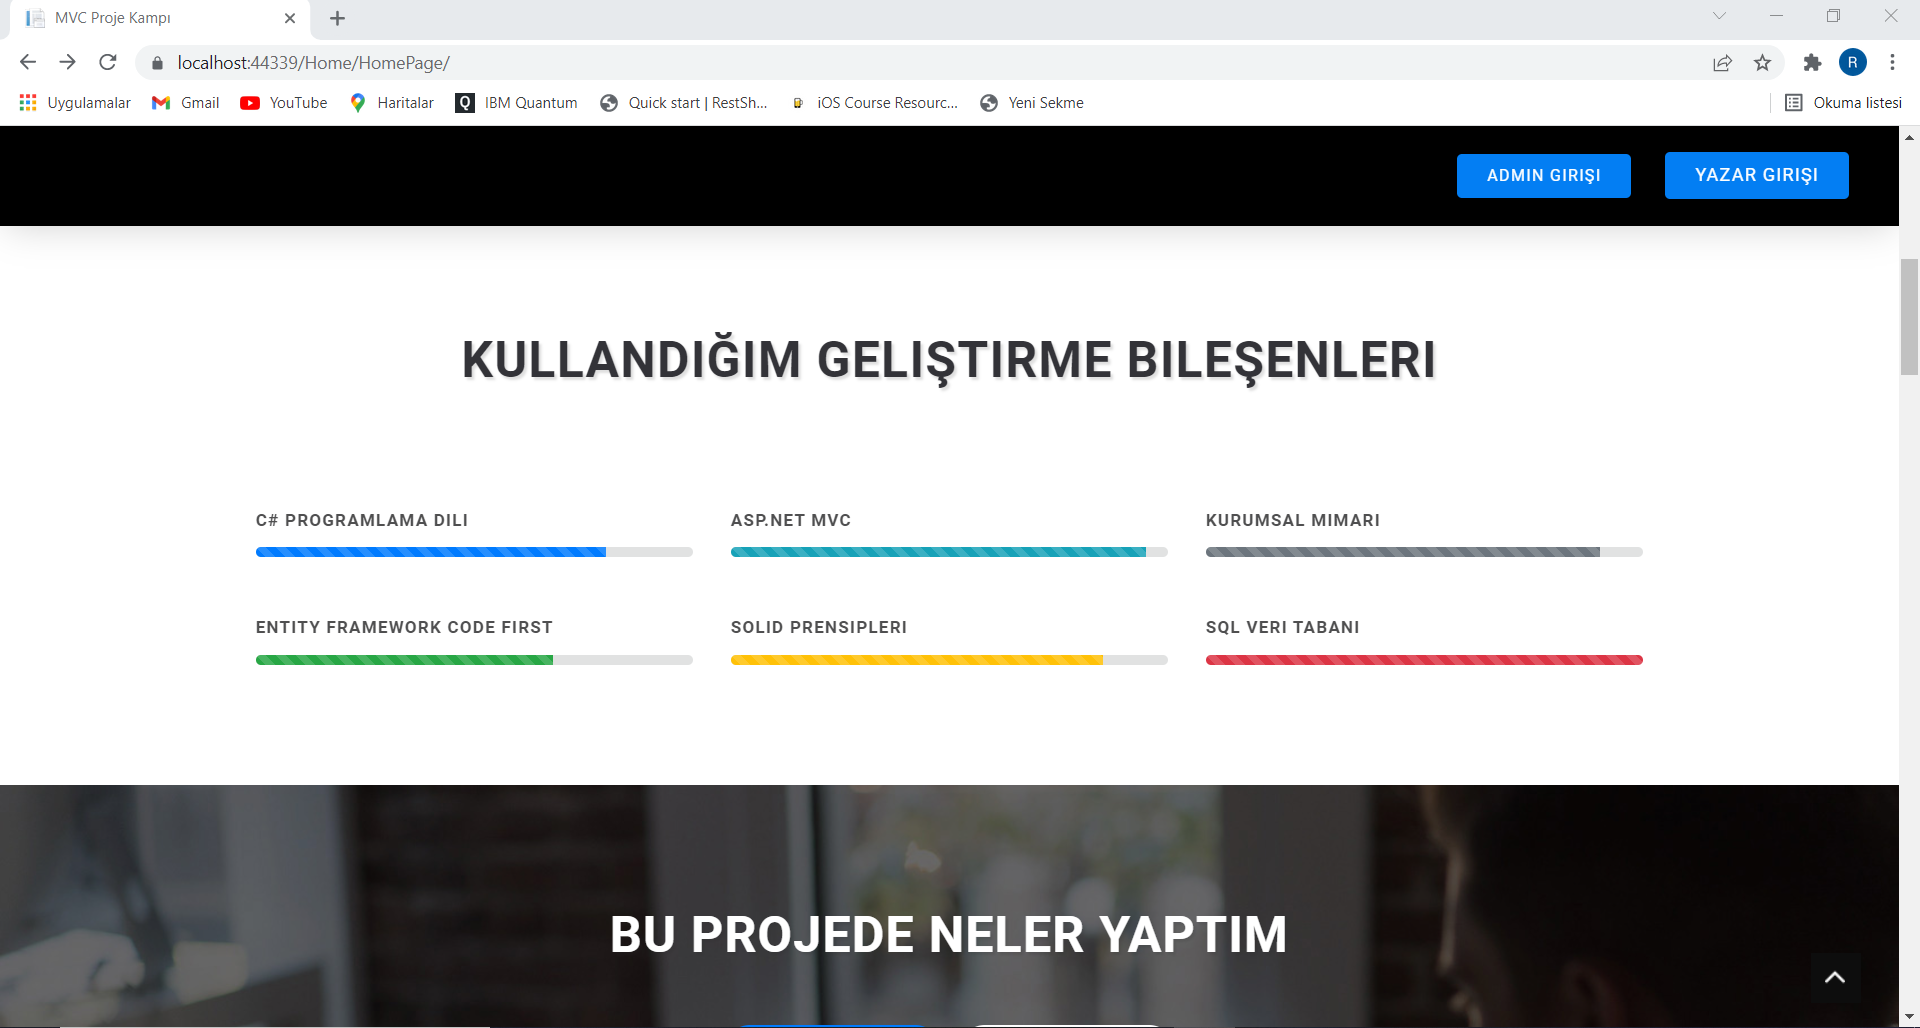 MVC Proje Kampı
localhost:44339/Home/HomePage/
R
Uygulamalar Gmail YouTube Haritalar Q IBM Quantum Quick start | RestSh... iOS Course Resourc... Yeni Sekme Okuma listesi
ADMIN GIRIŞI YAZAR GIRIŞI
KULLANDIĞIM GELIŞTIRME BILEŞENLERI
C# PROGRAMLAMA DILI ASP.NET MVC KURUMSAL MIMARI
ENTITY FRAMEWORK CODE FIRST SOLID PRENSIPLERI SQL VERI TABANI
BU PROJEDE NELER YAPTIM